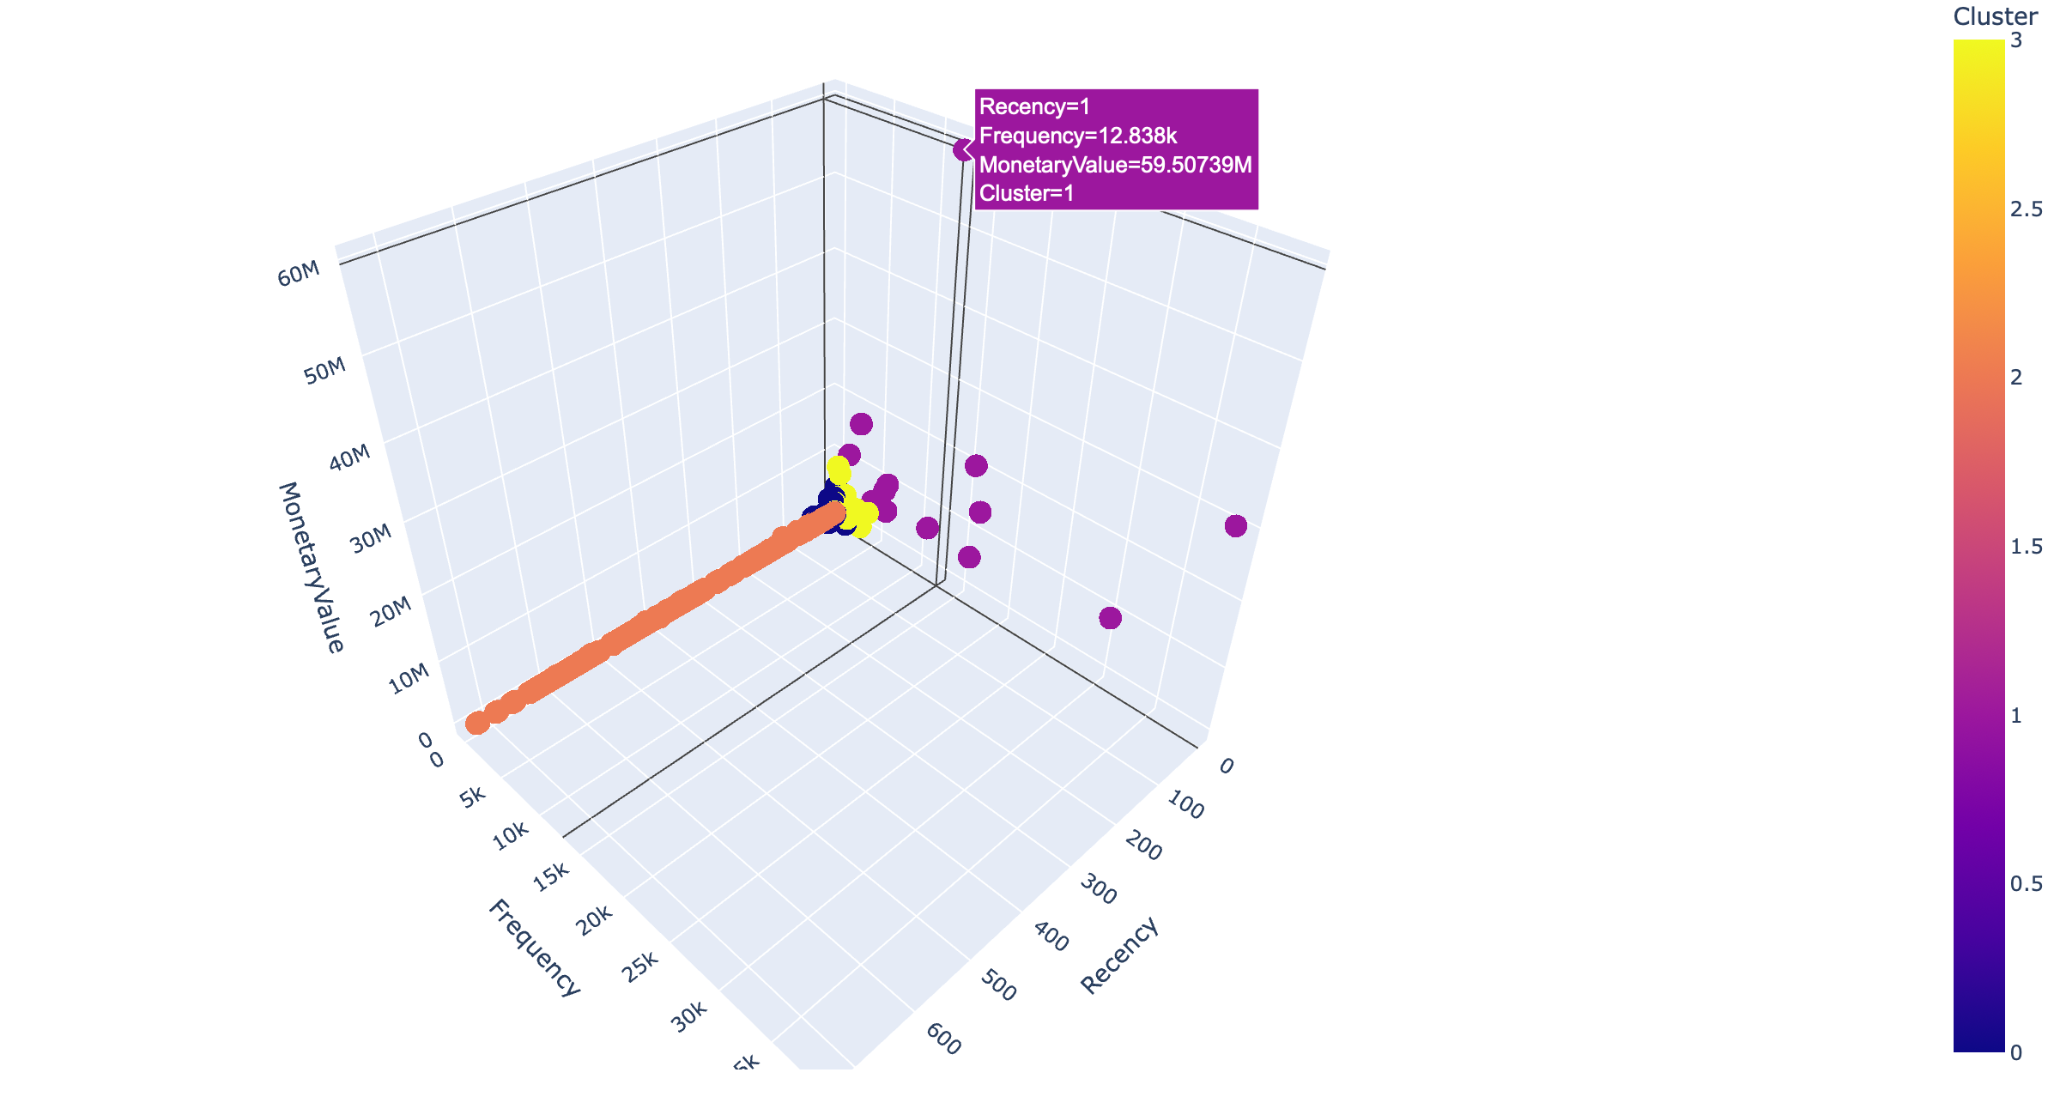 Cluster
3
2.5
2
1.5
1
0.5
0
Recency=1
Frequency=12.838k
MonetaryValue=59.50739M
Cluster=1
60M
50M
40M
30M
20M
10M
0
MonetaryValue
0
5k
10k
15k
20k
25k
30k
5k
Frequency
0
100
200
300
400
500
600
Recency